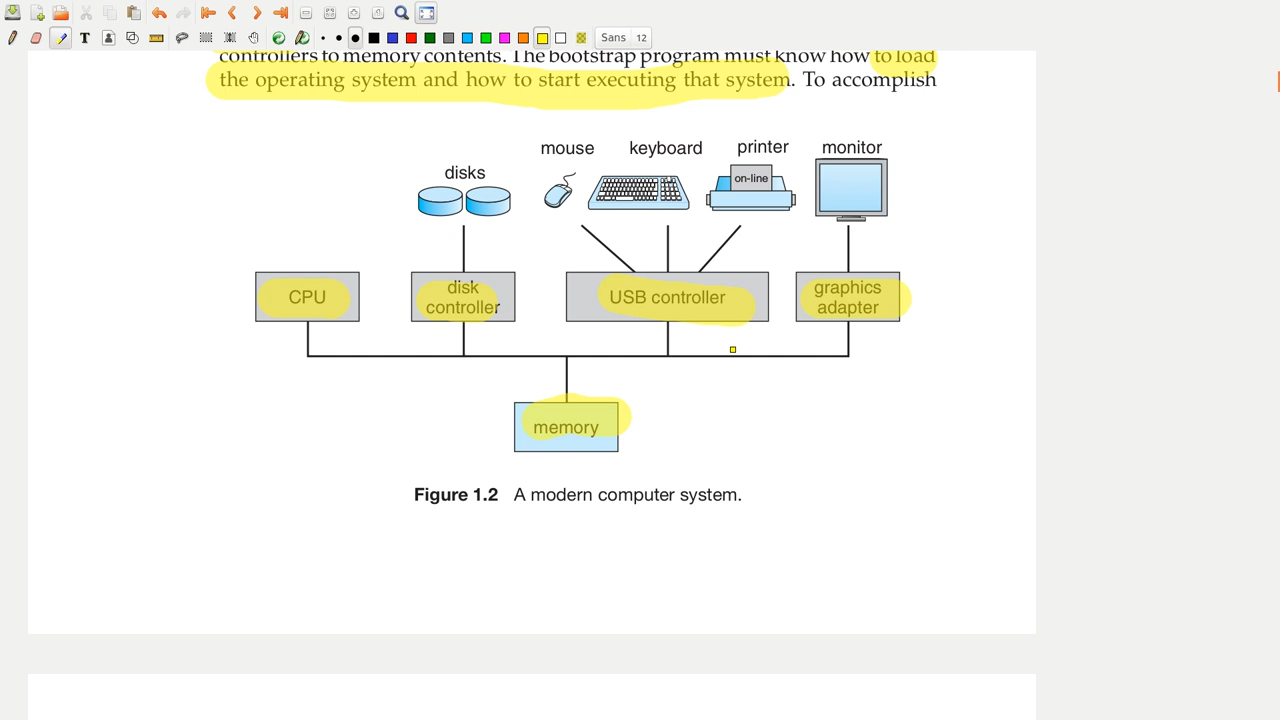 Sans 12
controllers to memory contents. The bootstrap program must know how to load
the operating system and how to start executing that system. To accomplish
mouse keyboard printer monitor
disks
on-line
CPU disk controller USB controller graphics adapter
memory
Figure 1.2 A modern computer system.